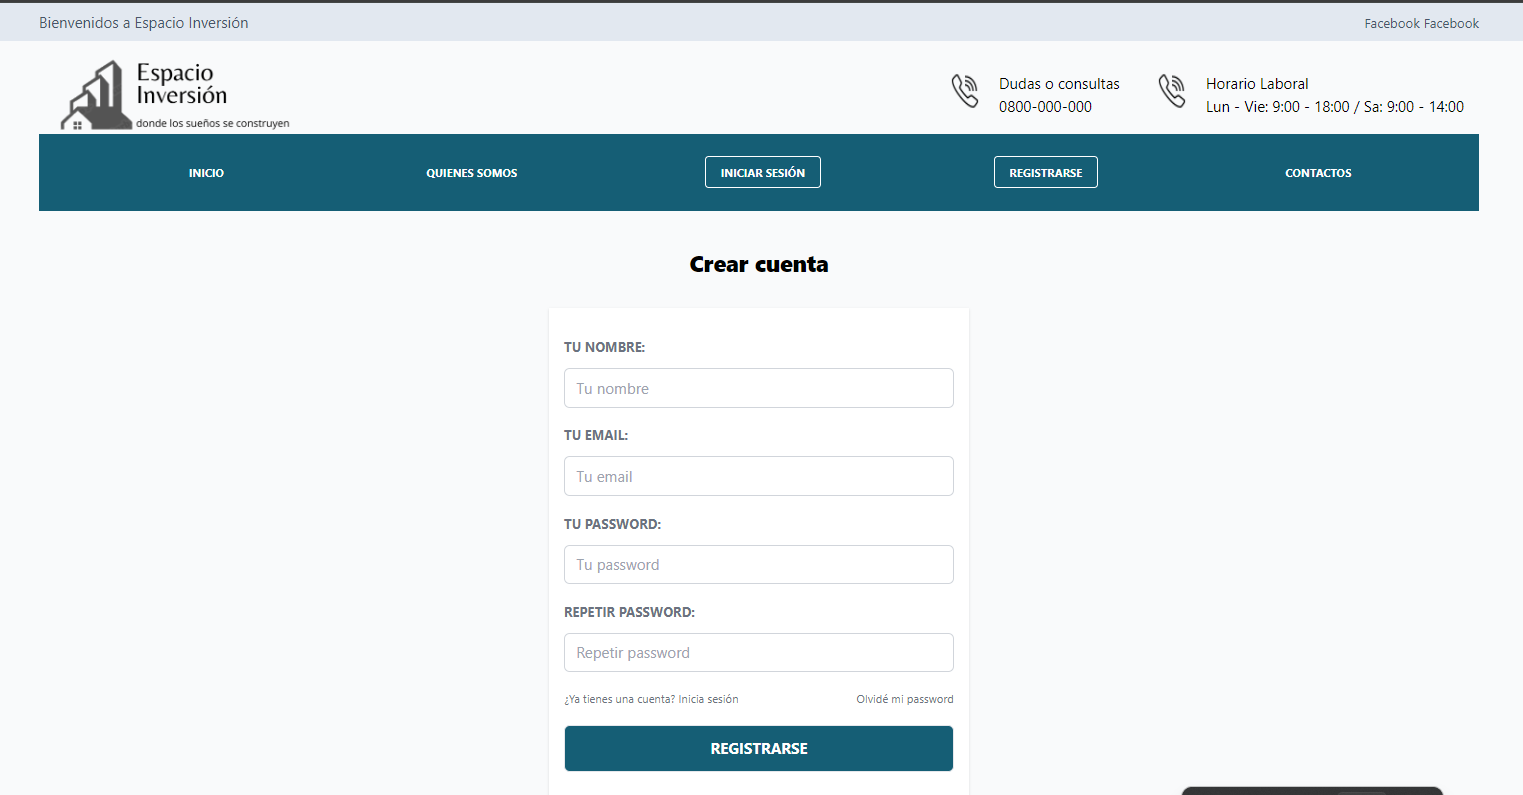 Bienvenidos a Espacio Inversión
Facebook Facebook
Espacio
Inversión
donde los sueños se construyen
Dudas o consultas
0800-000-000
Horario Laboral
Lun - Vie: 9:00 - 18:00 / Sa: 9:00 - 14:00
INICIO
QUIENES SOMOS
INICIAR SESIÓN
REGISTRARSE
CONTACTOS
Crear cuenta
TU NOMBRE:
Tu nombre
TU EMAIL:
Tu email
TU PASSWORD:
Tu password
REPETIR PASSWORD:
Repetir password
¿Ya tienes una cuenta? Inicia sesión
Olvidé mi password
REGISTRARSE